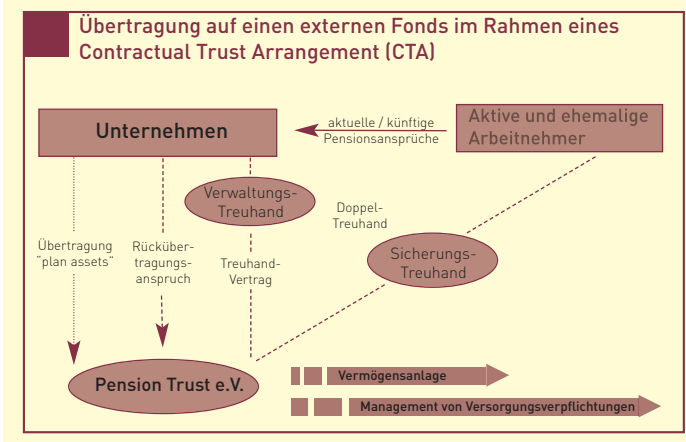 Übertragung auf einen externen Fonds im Rahmen eines
Contractual Trust Arrangement (CTA)
Unternehmen
aktuelle / künftige
Pensionsansprüche
Aktive und ehemalige
Arbeitnehmer
Verwaltungs-
Treuhand
Doppel-
Treuhand
Sicherungs-
Treuhand
Übertragung
"plan assets"
Rücküber-
tragungs-
anspruch
Treuhand-
Vertrag
Pension Trust e.V.
Vermögensanlage
Management von Versorgungsverpflichtungen